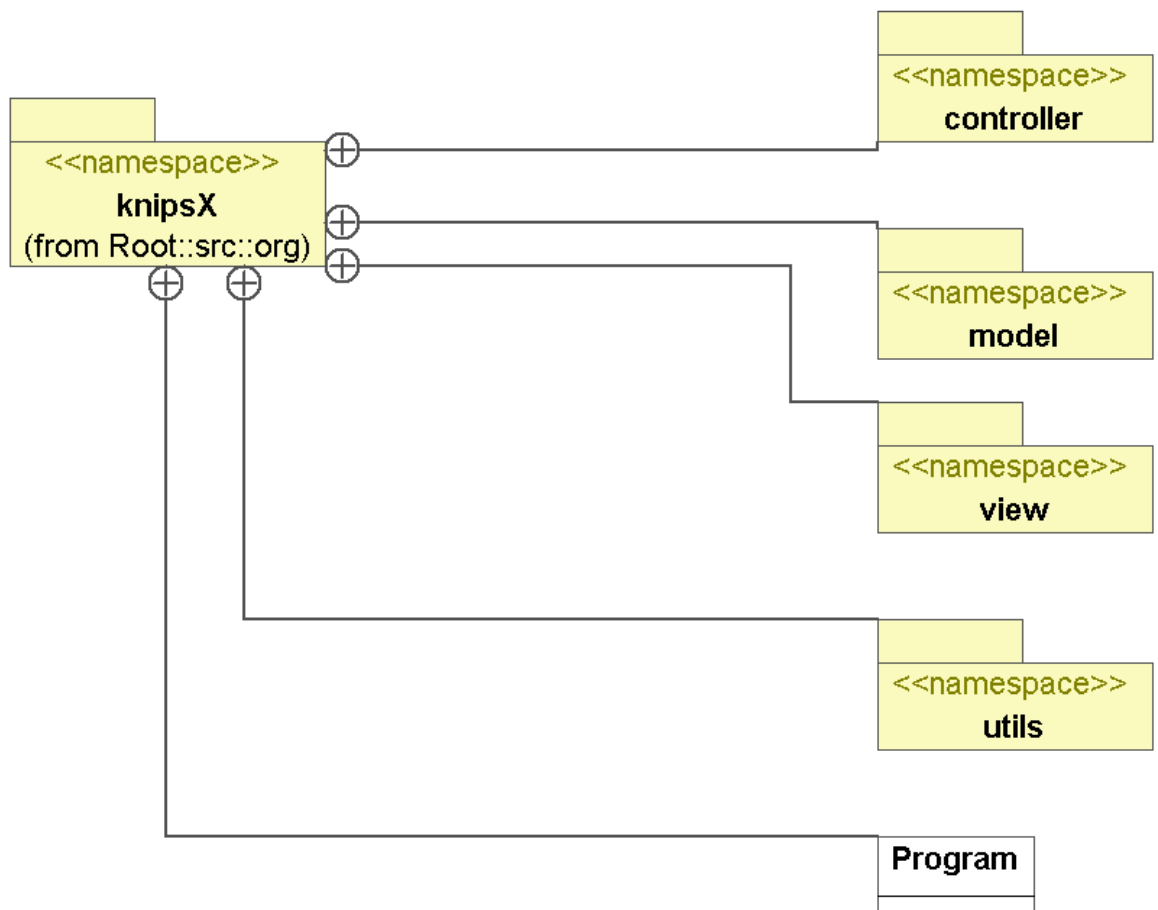 <<namespace>>
knipsX
(from Root::src::org)
<<namespace>>
controller
<<namespace>>
model
<<namespace>>
view
<<namespace>>
utils
Program